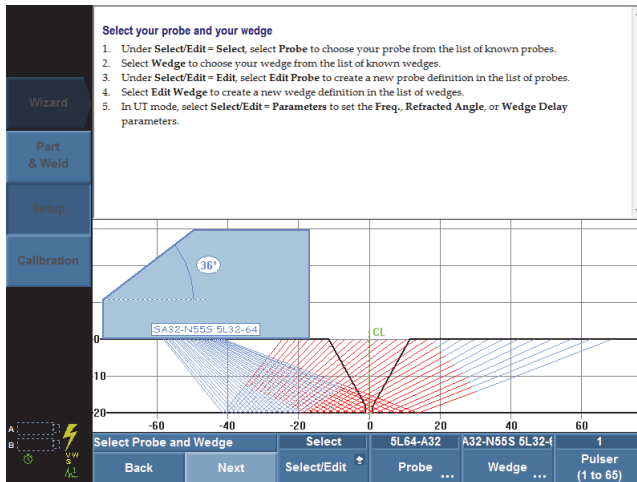 Select your probe and your wedge
1. Under Select/Edit = Select, select Probe to choose your probe from the list of known probes.
2. Select Wedge to choose your wedge from the list of known wedges.
3. Under Select/Edit = Edit, select Edit Probe to create a new probe definition in the list of probes.
4. Select Edit Wedge to create a new wedge definition in the list of wedges.
5. In UT mode, select Select/Edit = Parameters to set the Freq., Refracted Angle, or Wedge Delay
parameters.
Wizard
Part
& Weld
Setup
Calibration
36°
SA32-N55S 5L32-64
CL
0
10
20
-60
-40
-20
0
20
40
60
A
B
V W
S
Select Probe and Wedge
Select
5L64-A32
A32-N55S 5L32-6
1
Back
Next
Select/Edit
Probe
...
Wedge
...
Pulser
(1 to 65)